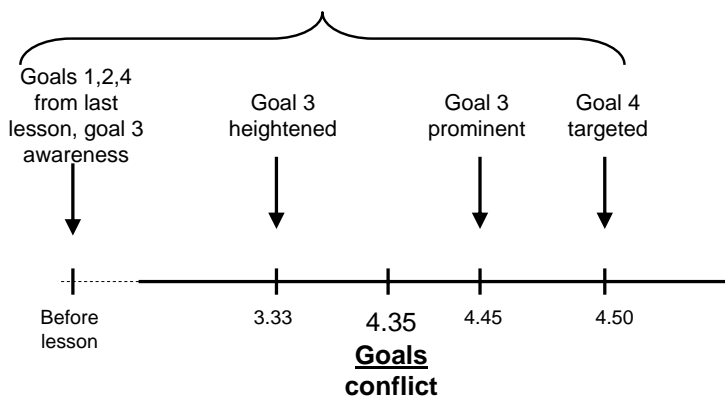 Goals 1,2,4
from last
lesson, goal 3
awareness
Goal 3
heightened
Goal 3
prominent
Goal 4
targeted
Before
lesson
3.33
4.35
Goals
conflict
4.45
4.50